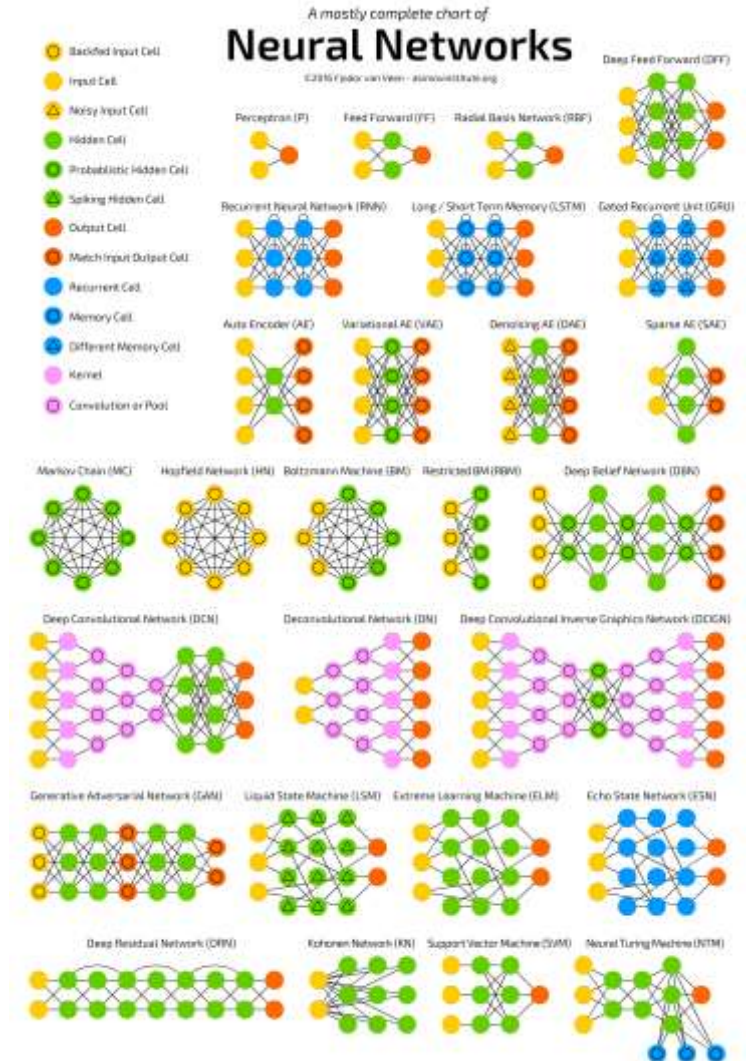 A mostly complete chart of
Neural Networks
©2016 Fjodor van Veen - asimovinstitute.org
Backfed Input Cell
Input Cell
Noisy Input Cell
Hidden Cell
Probablistic Hidden Cell
Spiking Hidden Cell
Output Cell
Match Input Output Cell
Recurrent Cell
Memory Cell
Different Memory Cell
Kernel
Convolution or Pool
Deep Feed Forward (DFF)
Perceptron (P)
Feed Forward (FF)
Radial Basis Network (RBF)
Recurrent Neural Network (RNN)
Long / Short Term Memory (LSTM)
Gated Recurrent Unit (GRU)
Auto Encoder (AE)
Variational AE (VAE)
Denoising AE (DAE)
Sparse AE (SAE)
Markov Chain (MC)
Hopfield Network (HN)
Boltzmann Machine (BM)
Restricted BM (RBM)
Deep Belief Network (DBN)
Deep Convolutional Network (DCN)
Deconvolutional Network (DN)
Deep Convolutional Inverse Graphics Network (DCIGN)
Generative Adversarial Network (GAN)
Liquid State Machine (LSM)
Extreme Learning Machine (ELM)
Echo State Network (ESN)
Deep Residual Network (DRN)
Kohonen Network (KN)
Support Vector Machine (SVM)
Neural Turing Machine (NTM)